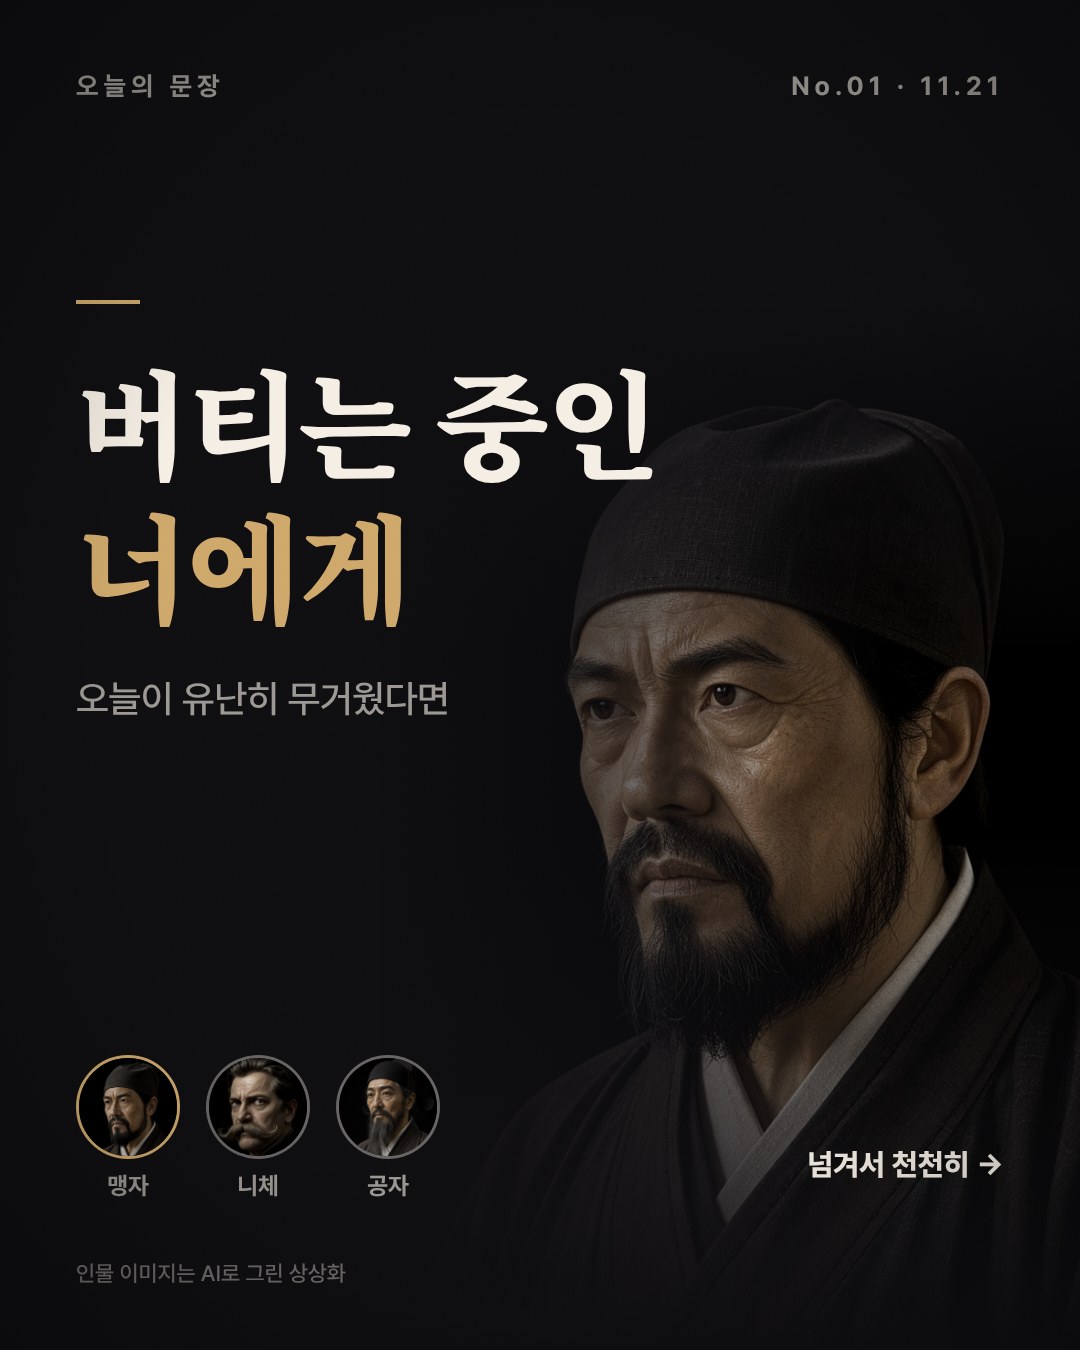 오늘의 문장
No.01 · 11.21
버티는 중인
너에게
오늘이 유난히 무거웠다면
맹자
니체
공자
넘겨서 천천히 →
인물 이미지는 AI로 그린 상상화